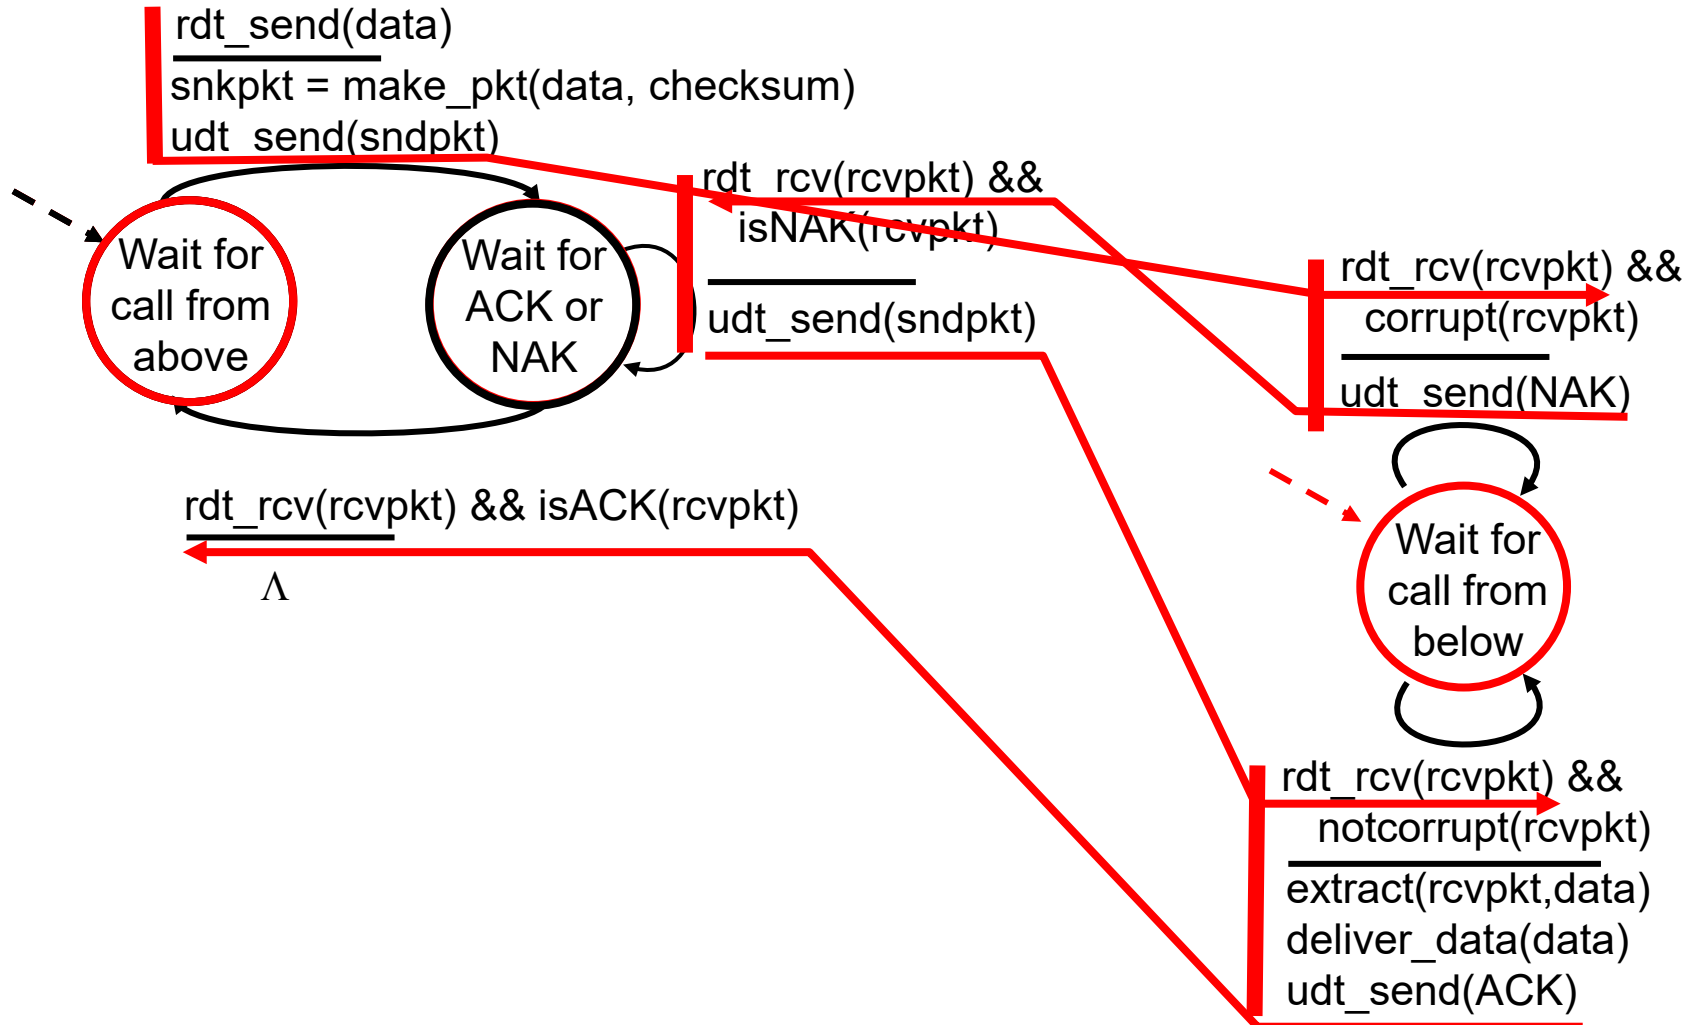 rdt_send(data)
snkpkt = make_pkt(data, checksum)
udt_send(sndpkt)
rdt_rcv(rcvpkt) &&
isNAK(rcvpkt)
udt_send(sndpkt)
Wait for
call from
above
Wait for
ACK or
NAK
rdt_rcv(rcvpkt) && isACK(rcvpkt)
Λ
rdt_rcv(rcvpkt) &&
corrupt(rcvpkt)
udt_send(NAK)
Wait for
call from
below
rdt_rcv(rcvpkt) &&
notcorrupt(rcvpkt)
extract(rcvpkt,data)
deliver_data(data)
udt_send(ACK)